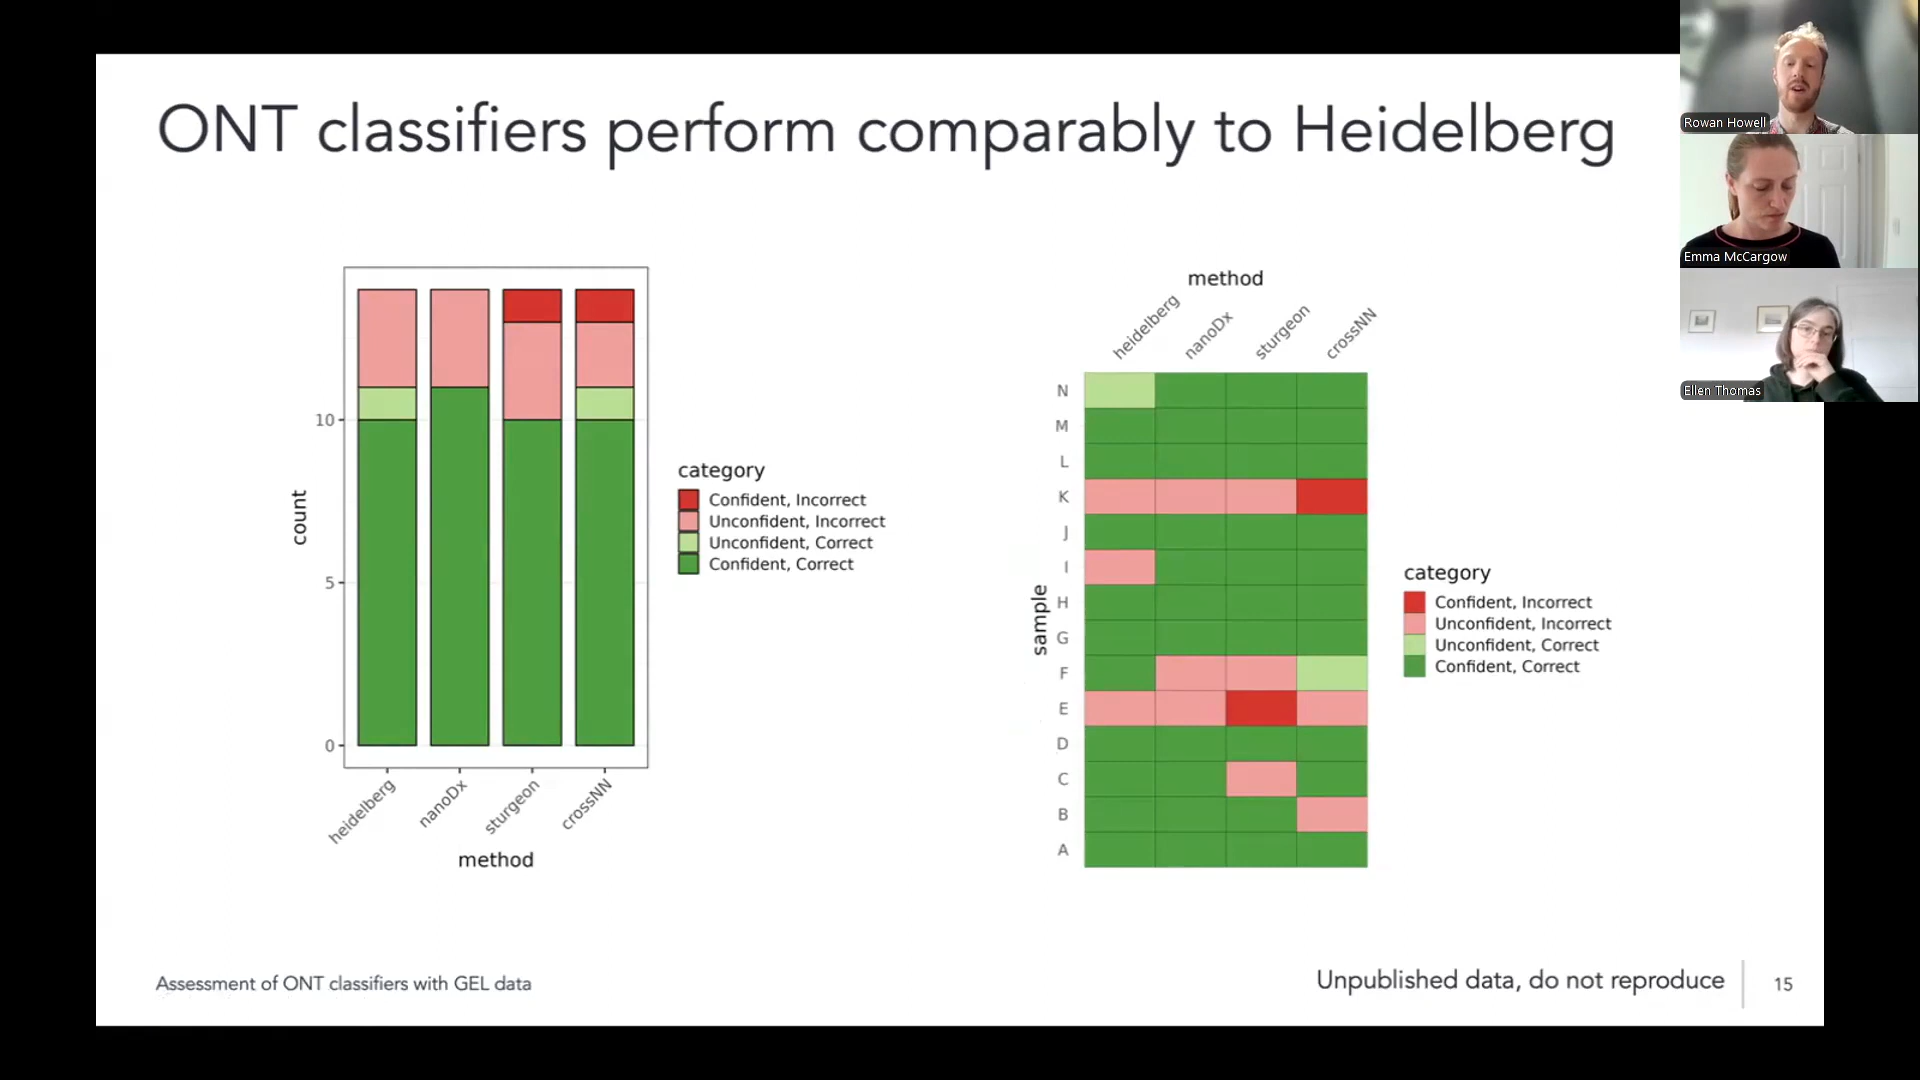 ONT classifiers perform comparably to Heidelberg
Rowan Howell
Emma McCargow
Ellen Thomas
count
10
5
0
heidelberg
nanoDx
sturgeon
crossNN
method
category
Confident, Incorrect
Unconfident, Incorrect
Unconfident, Correct
Confident, Correct
method
heidelberg
nanoDx
sturgeon
crossNN
sample
N
M
L
K
J
I
H
G
F
E
D
C
B
A
category
Confident, Incorrect
Unconfident, Incorrect
Unconfident, Correct
Confident, Correct
Assessment of ONT classifiers with GEL data
Unpublished data, do not reproduce
15